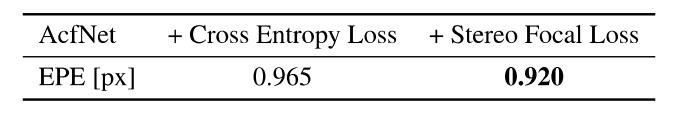 AcfNet + Cross Entropy Loss + Stereo Focal Loss
EPE [px] 0.965 0.920